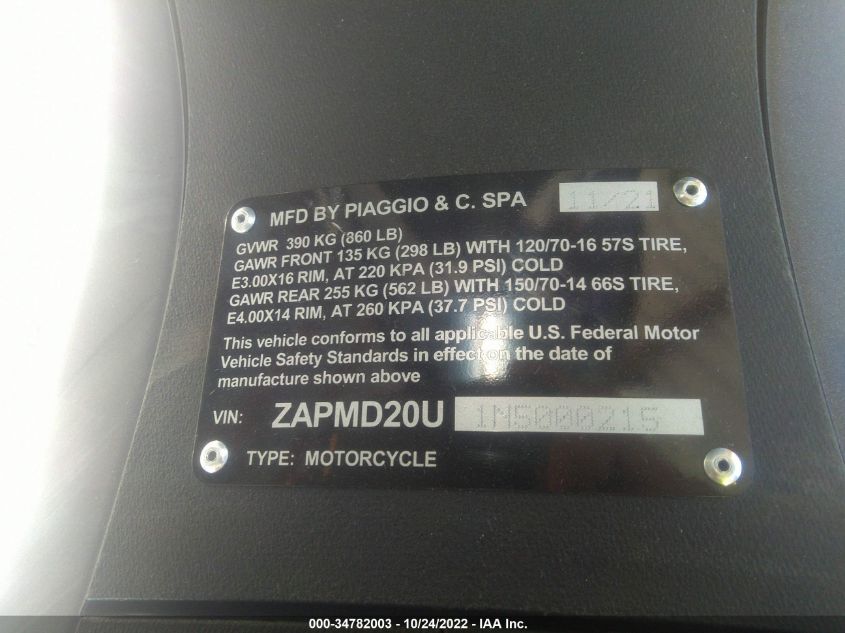 MFD BY PIAGGIO & C. SPA 11/21
GVWR 390 KG (860 LB)
GAWR FRONT 135 KG (298 LB) WITH 120/70-16 57S TIRE,
E3.00X16 RIM, AT 220 KPA (31.9 PSI) COLD
GAWR REAR 255 KG (562 LB) WITH 150/70-14 66S TIRE,
E4.00X14 RIM, AT 260 KPA (37.7 PSI) COLD
This vehicle conforms to all applicable U.S. Federal Motor
Vehicle Safety Standards in effect on the date of
manufacture shown above
VIN: ZAPMD20U 1N5000215
TYPE: MOTORCYCLE
000-34782003 - 10/24/2022 - IAA Inc.